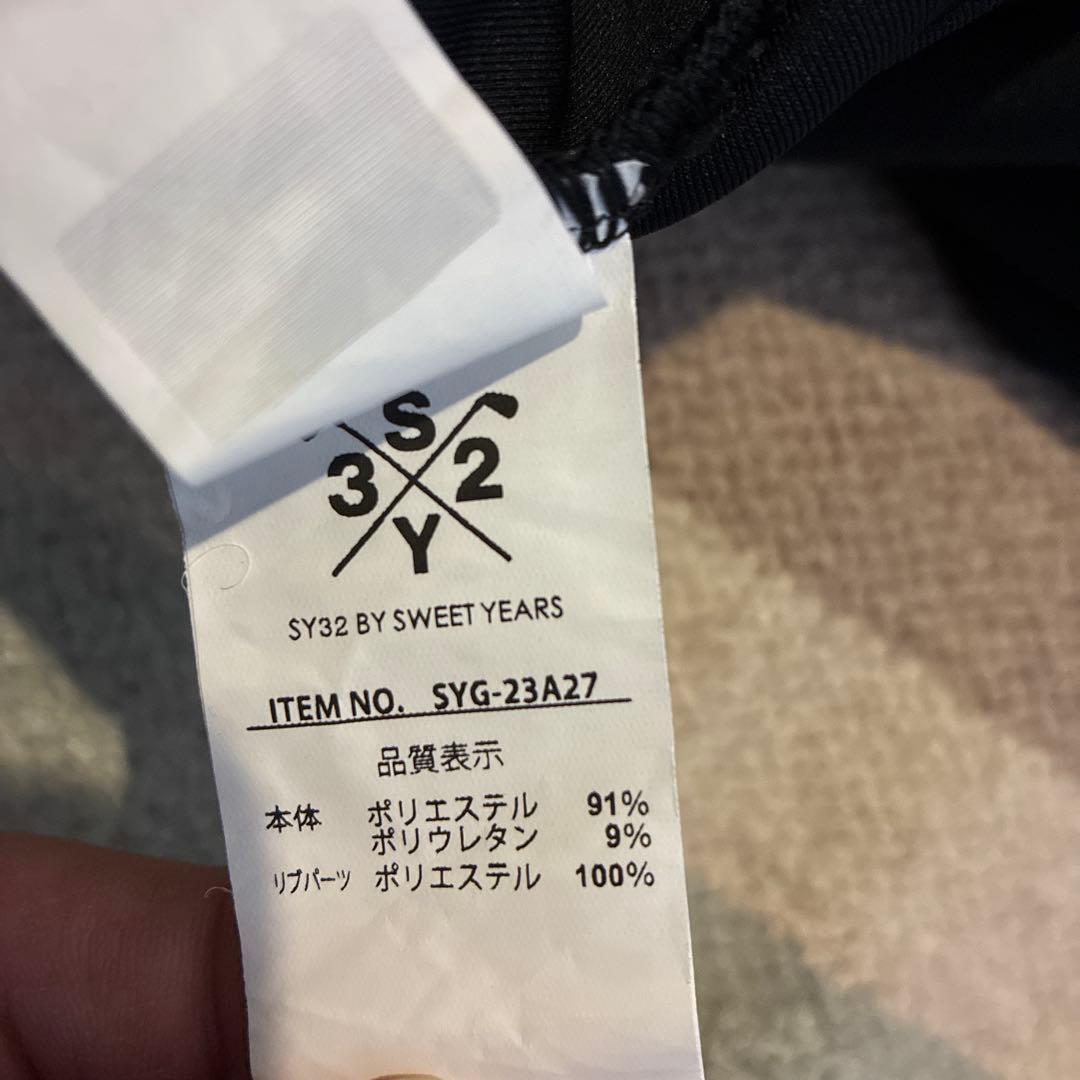 S
3 2
Y
SY32 BY SWEET YEARS
ITEM NO. SYG-23A27
品質表示
本体 ポリエステル 91%
ポリウレタン 9%
リブパーツ ポリエステル 100%